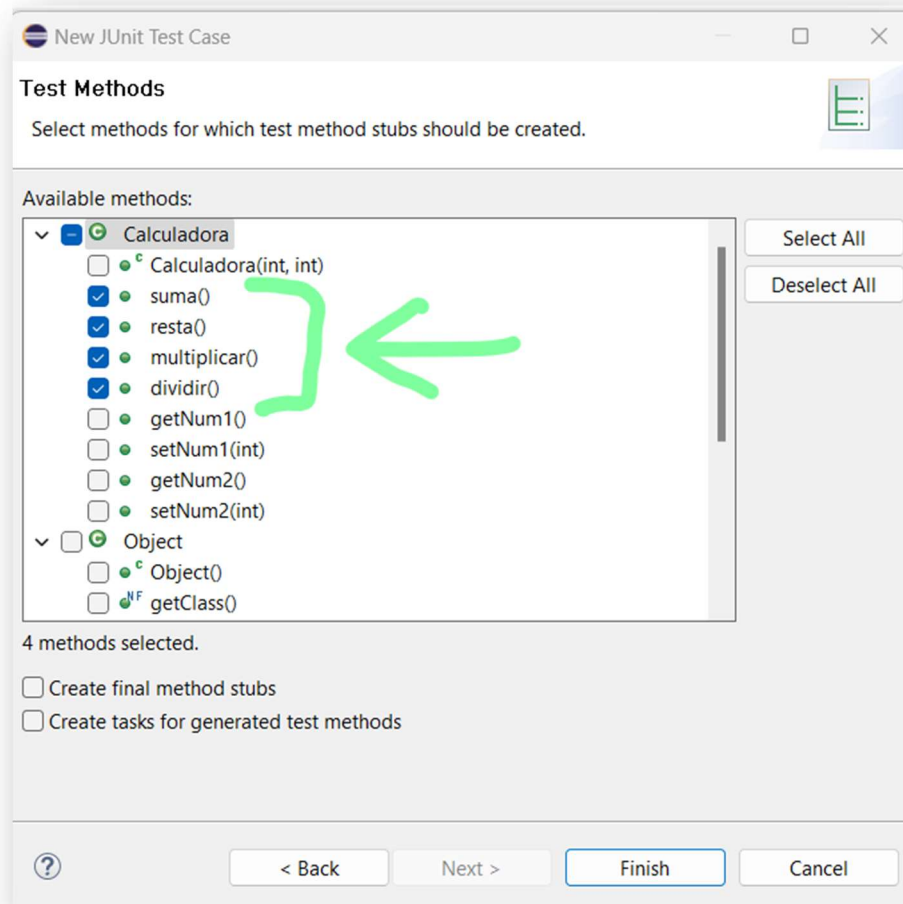 New JUnit Test Case
Test Methods
Select methods for which test method stubs should be created.
Available methods:
C Calculadora
C Calculadora(int, int)
suma()
resta()
multiplicar()
dividir()
getNum1()
setNum1(int)
getNum2()
setNum2(int)
C Object
C Object()
NF getClass()
Select All
Deselect All
4 methods selected.
Create final method stubs
Create tasks for generated test methods
? < Back Next > Finish Cancel